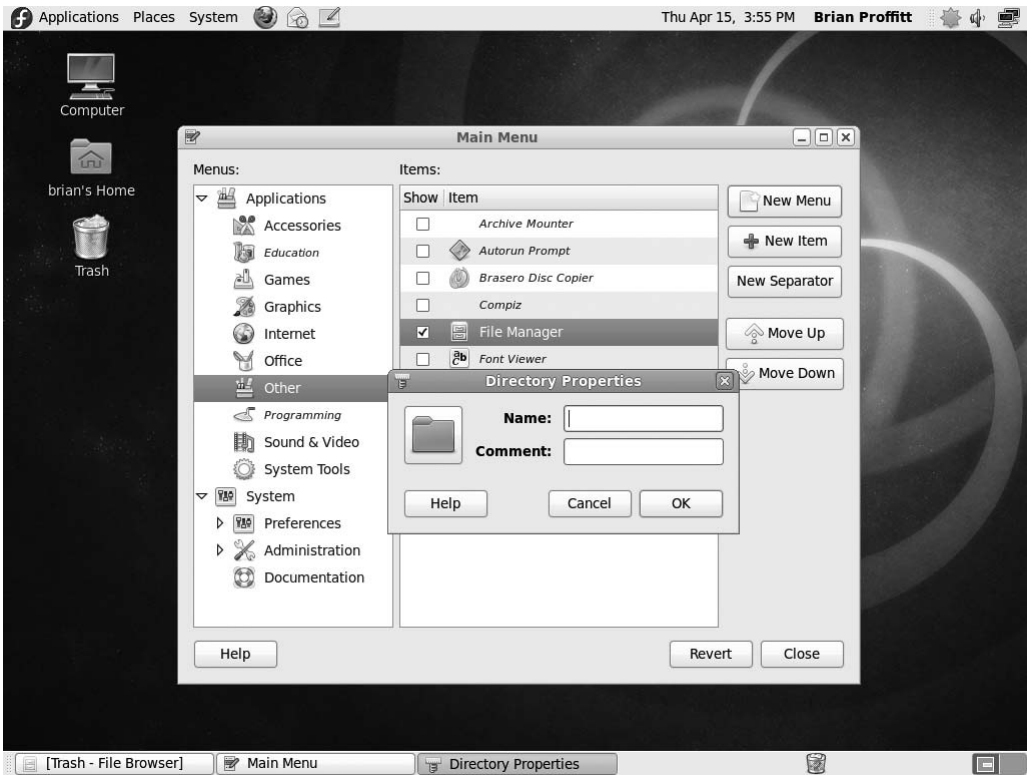 Applications Places System Thu Apr 15, 3:55 PM Brian Proffitt
Computer
brian's Home
Trash
Main Menu
Menus:
Applications
Accessories
Education
Games
Graphics
Internet
Office
Other
Programming
Sound & Video
System Tools
System
Preferences
Administration
Documentation
Items:
Show Item
Archive Mounter
Autorun Prompt
Brasero Disc Copier
Compiz
File Manager
ab
c
Font Viewer
New Menu
New Item
New Separator
Move Up
Move Down
Directory Properties
Name:
Comment:
Help Cancel OK
Help Revert Close
[Trash - File Browser] Main Menu Directory Properties